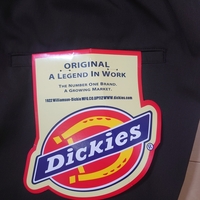 ORIGINAL
A LEGEND IN WORK
THE NUMBER ONE BRAND.
A GROWING MARKET.
Dickies
®